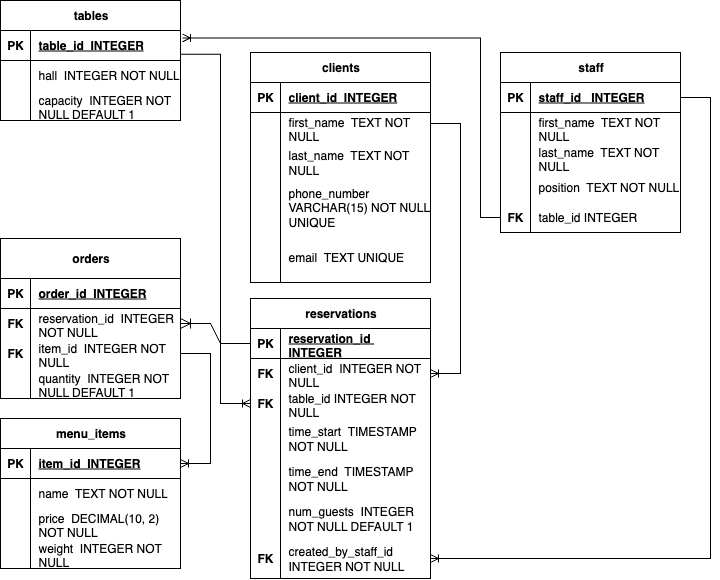 tables
PK table_id INTEGER
hall INTEGER NOT NULL
capacity INTEGER NOT
NULL DEFAULT 1
clients
PK client_id INTEGER
first_name TEXT NOT
NULL
last_name TEXT NOT
NULL
phone_number
VARCHAR(15) NOT NULL
UNIQUE
email TEXT UNIQUE
staff
PK staff_id INTEGER
first_name TEXT NOT
NULL
last_name TEXT NOT
NULL
position TEXT NOT NULL
FK table_id INTEGER
orders
PK order_id INTEGER
FK reservation_id INTEGER
NOT NULL
FK item_id INTEGER NOT
NULL
quantity INTEGER NOT
NULL DEFAULT 1
reservations
PK reservation_id
INTEGER
FK client_id INTEGER NOT
NULL
FK table_id INTEGER NOT
NULL
time_start TIMESTAMP
NOT NULL
time_end TIMESTAMP
NOT NULL
num_guests INTEGER
NOT NULL DEFAULT 1
FK created_by_staff_id
INTEGER NOT NULL
menu_items
PK item_id INTEGER
name TEXT NOT NULL
price DECIMAL(10, 2)
NOT NULL
weight INTEGER NOT
NULL